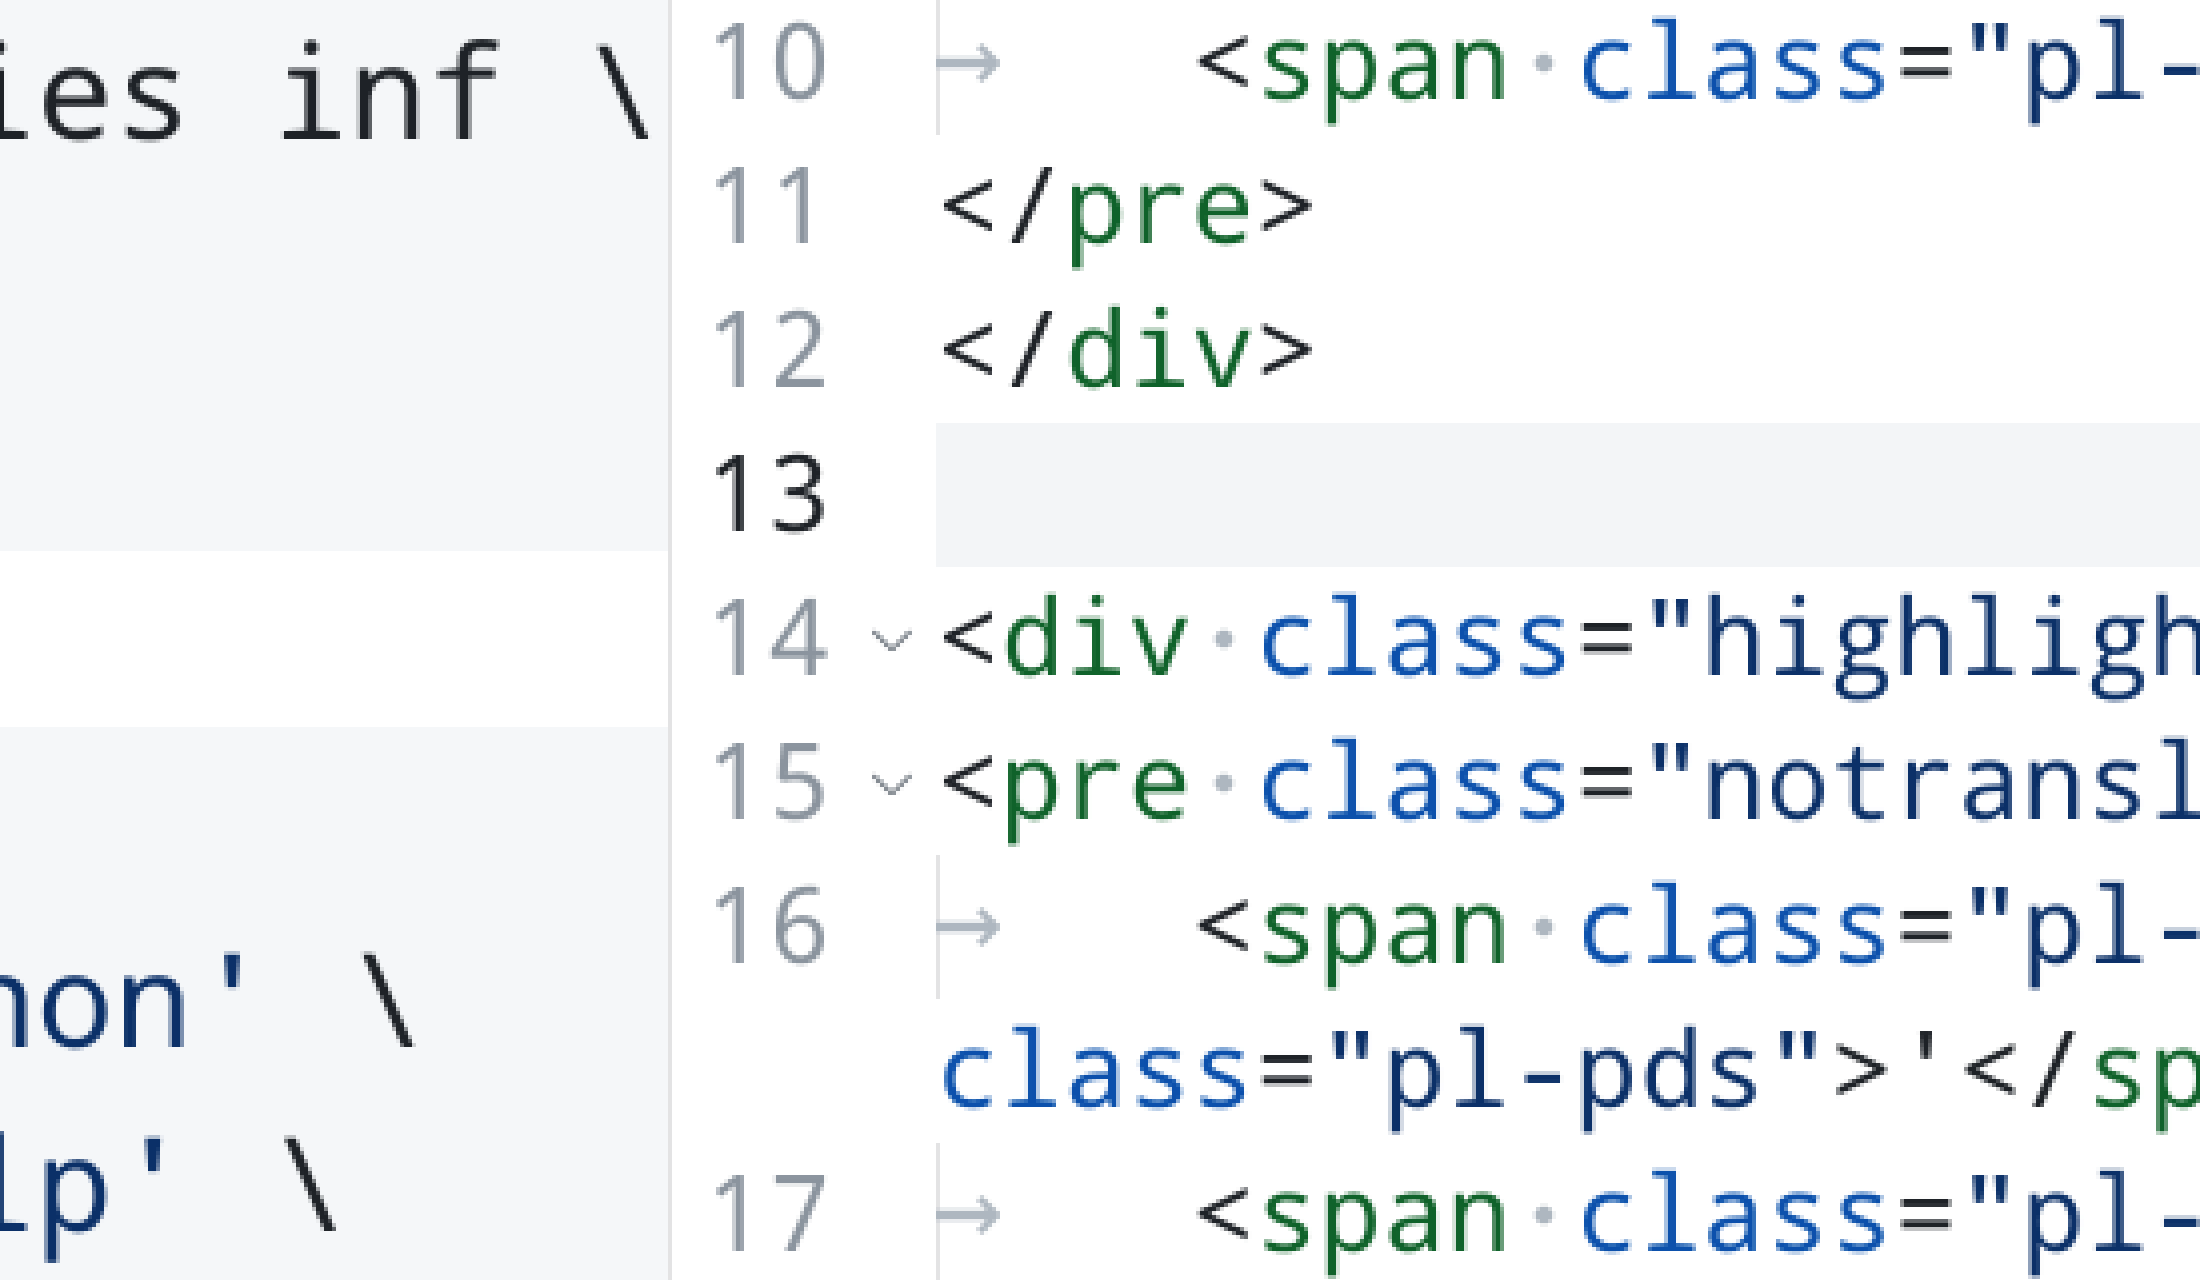 ies inf \
non' \
lp' \
10 → <span·class="pl-
11 </pre>
12 </div>
13
14 <div·class="highligh
15 <pre·class="notransl
16 → <span·class="pl-
class="pl-pds">'</sp
17 → <span·class="pl-